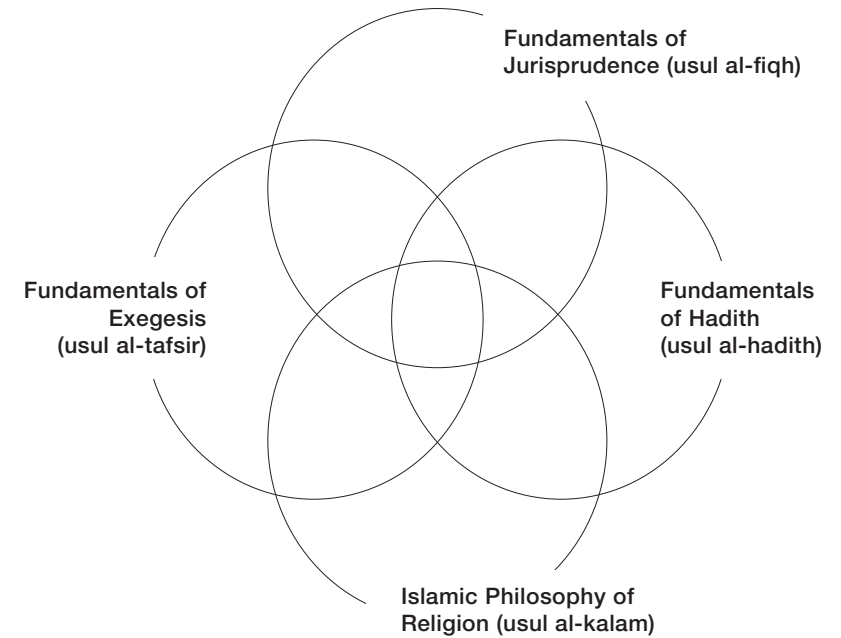 Fundamentals of
Jurisprudence (usul al-fiqh)
Fundamentals of
Exegesis
(usul al-tafsir)
Fundamentals
of Hadith
(usul al-hadith)
Islamic Philosophy of
Religion (usul al-kalam)